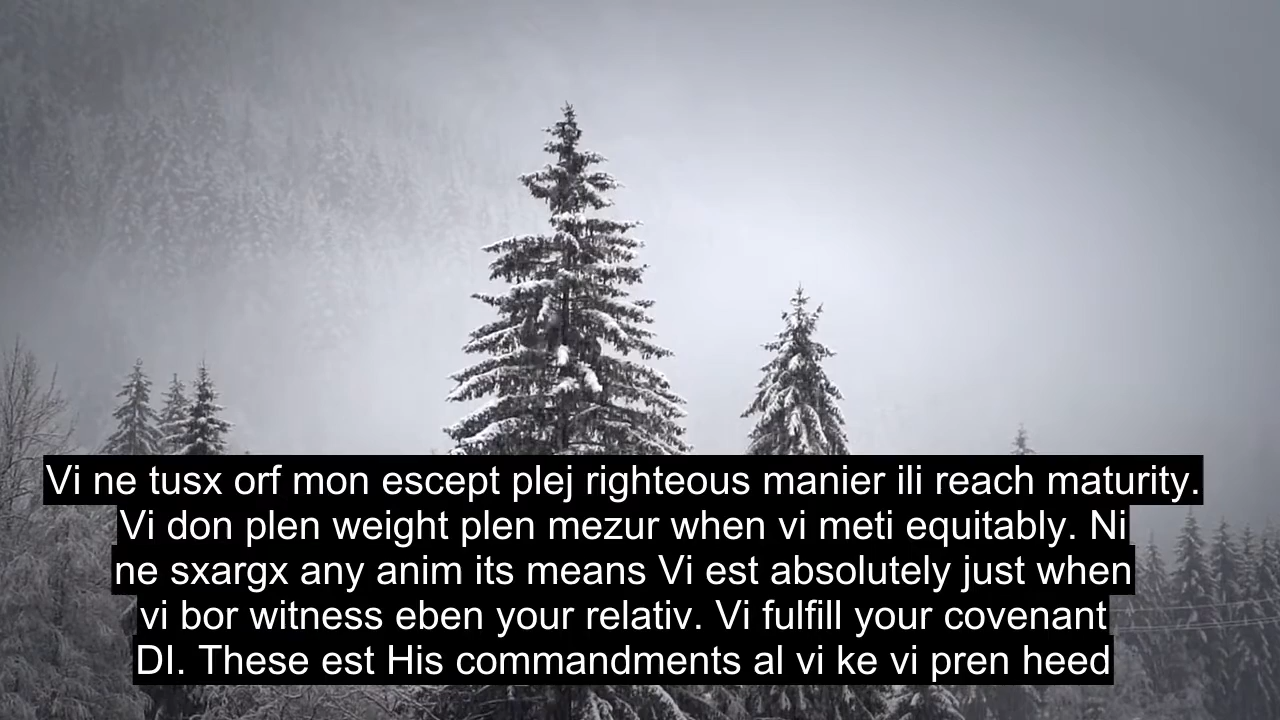 Vi ne tusx orf mon escept plej righteous manier ili reach maturity.
Vi don plen weight plen mezur when vi meti equitably. Ni
ne sxargx any anim its means Vi est absolutely just when
vi bor witness eben your relativ. Vi fulfill your covenant
DI. These est His commandments al vi ke vi pren heed